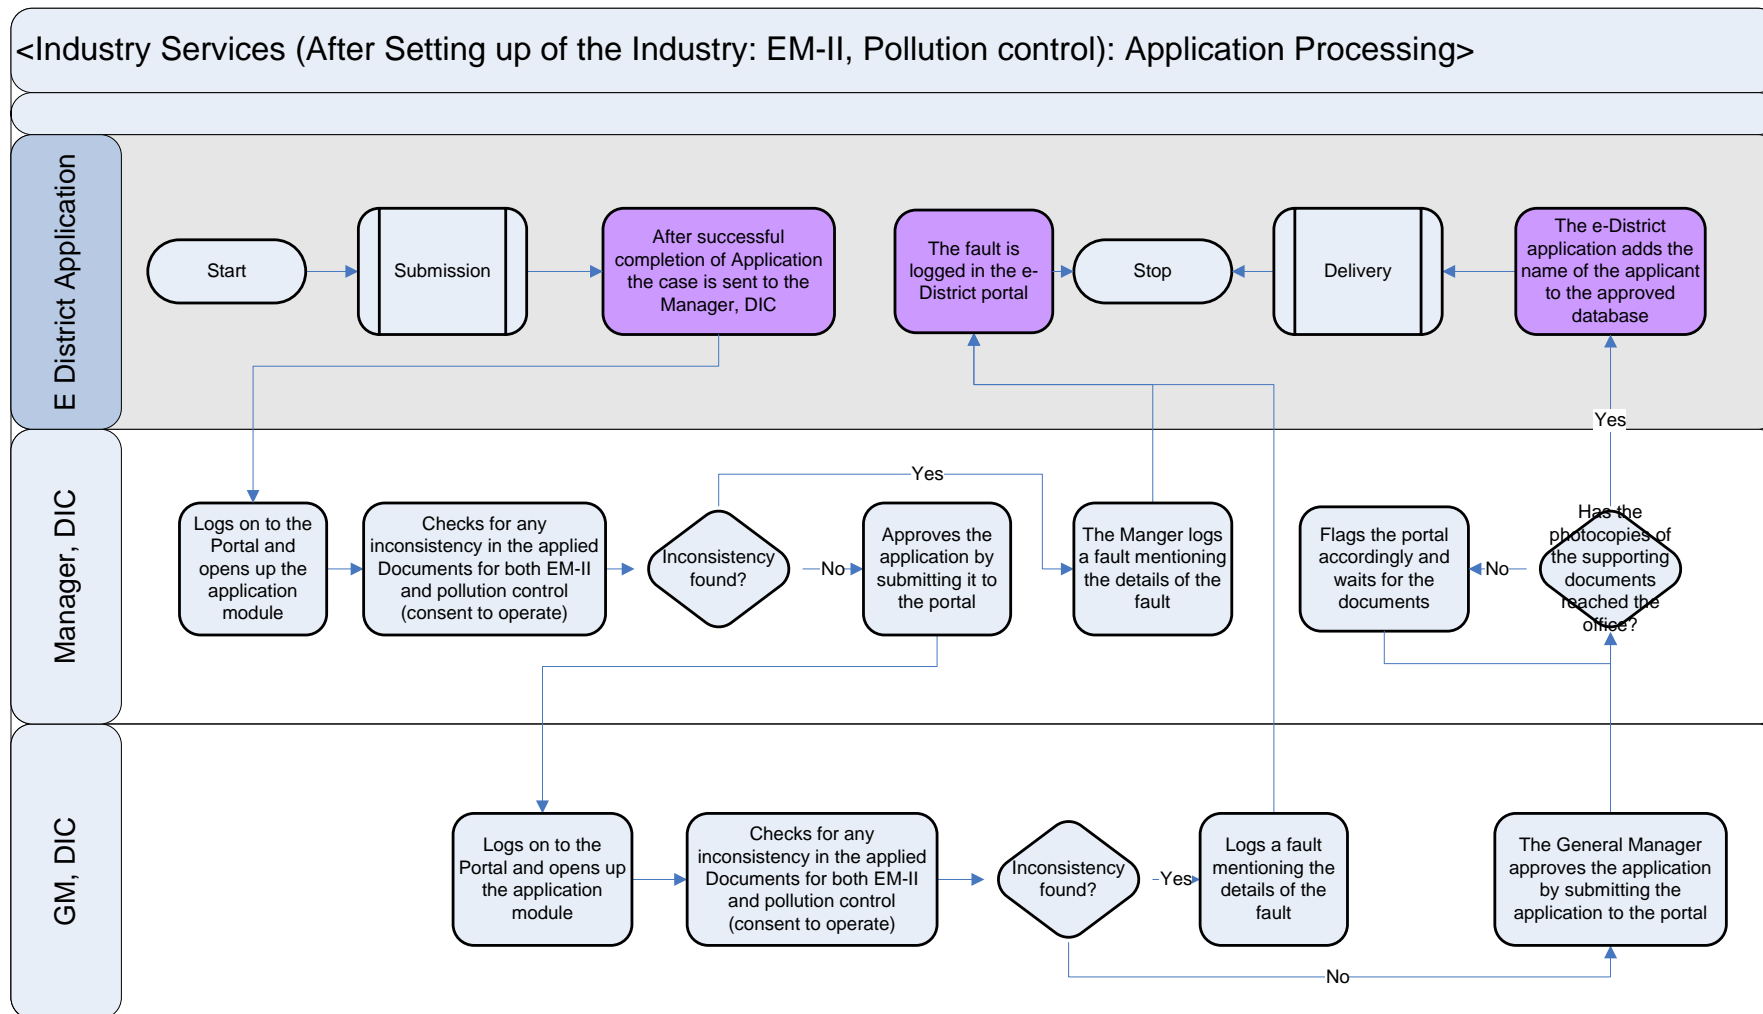 <Industry Services (After Setting up of the Industry: EM-II, Pollution control): Application Processing>
E District Application
Start
Submission
After successful
completion of Application
the case is sent to the
Manager, DIC
The fault is
logged in the e-
District portal
Stop
Delivery
The e-District
application adds the
name of the applicant
to the approved
database
Yes
Manager, DIC
Logs on to the
Portal and
opens up the
application
module
Checks for any
inconsistency in the applied
Documents for both EM-II
and pollution control
(consent to operate)
Inconsistency
found?
Yes
No
Approves the
application by
submitting it to
the portal
The Manger logs
a fault mentioning
the details of the
fault
Flags the portal
accordingly and
waits for the
documents
No
Has the
photocopies of
the supporting
documents
reached the
office?
GM, DIC
Logs on to the
Portal and opens up
the application
module
Checks for any
inconsistency in the applied
Documents for both EM-II
and pollution control
(consent to operate)
Inconsistency
found?
Yes
Logs a fault
mentioning the
details of the
fault
The General Manager
approves the application
by submitting the
application to the portal
No